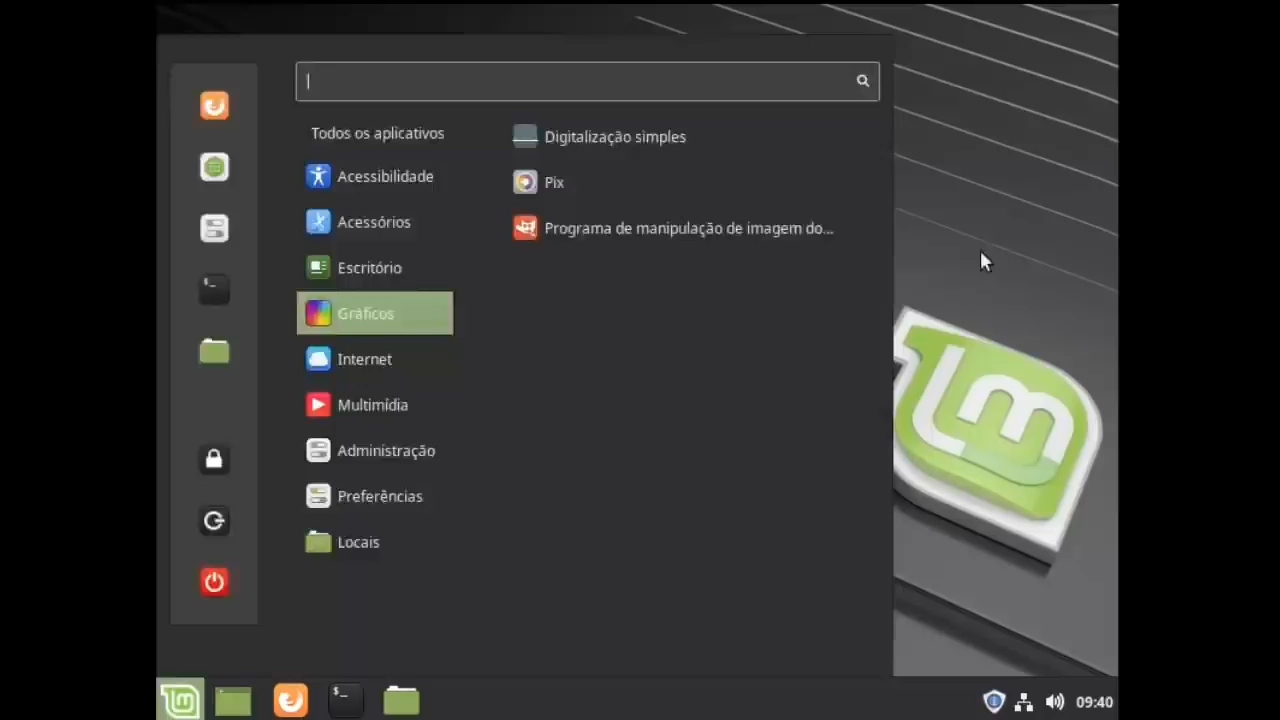 Todos os aplicativos
Acessibilidade
Acessórios
Escritório
Gráficos
Internet
Multimídia
Administração
Preferências
Locais
Digitalização simples
Pix
Programa de manipulação de imagem do...
$_
$_
09:40